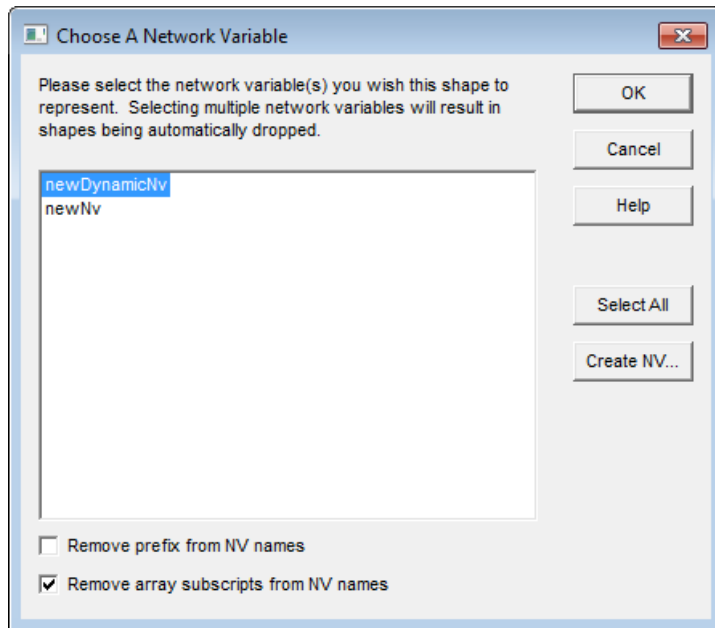 Choose A Network Variable
Please select the network variable(s) you wish this shape to
represent.  Selecting multiple network variables will result in
shapes being automatically dropped.
OK
Cancel
Help
newDynamicNv
newNv
Select All
Create NV...
Remove prefix from NV names
Remove array subscripts from NV names